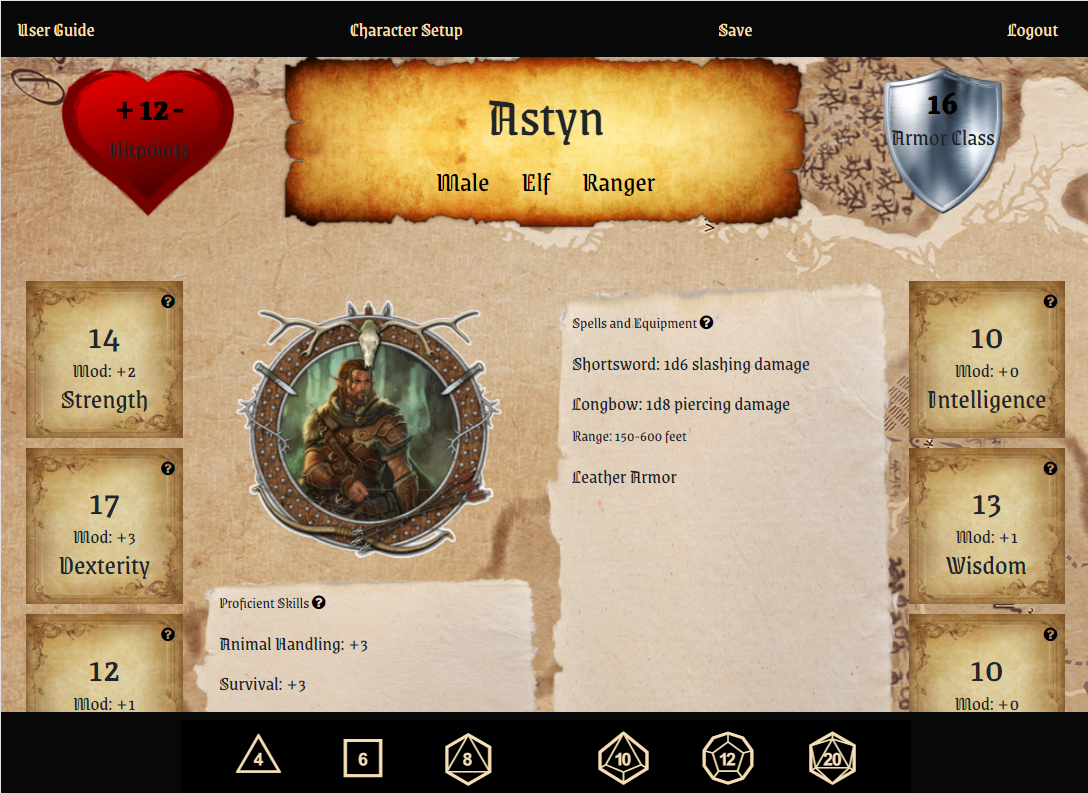 User Guide Character Setup Save Logout
+ 12 -
Hitpoints
Astyn
Male Elf Ranger
16
Armor Class
14
Mod: +2
Strength
17
Mod: +3
Dexterity
12
Mod: +1
Proficient Skills ?
Animal Handling: +3
Survival: +3
Spells and Equipment ?
Shortsword: 1d6 slashing damage
Longbow: 1d8 piercing damage
Range: 150-600 feet
Leather Armor
10
Mod: +0
Intelligence
13
Mod: +1
Wisdom
10
Mod: +0
4 6 8 10 12 20